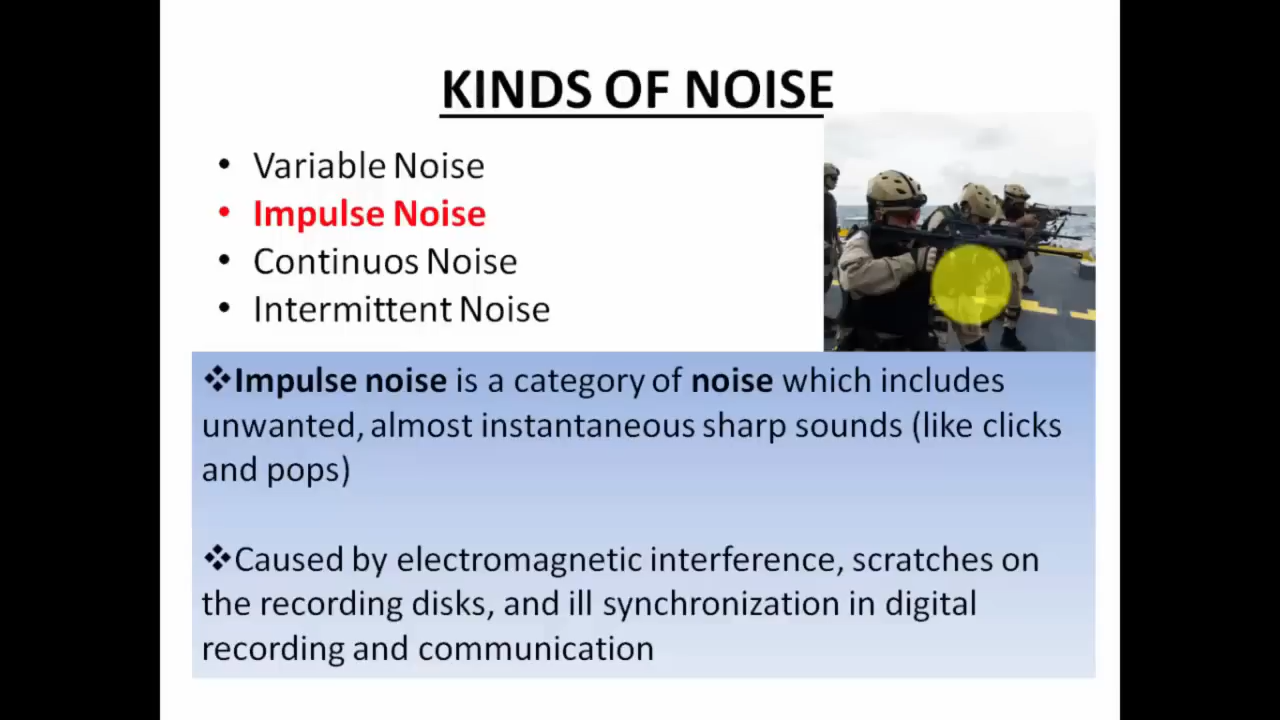 KINDS OF NOISE
• Variable Noise
• Impulse Noise
• Continuos Noise
• Intermittent Noise
❖Impulse noise is a category of noise which includes
unwanted, almost instantaneous sharp sounds (like clicks
and pops)
❖Caused by electromagnetic interference, scratches on
the recording disks, and ill synchronization in digital
recording and communication